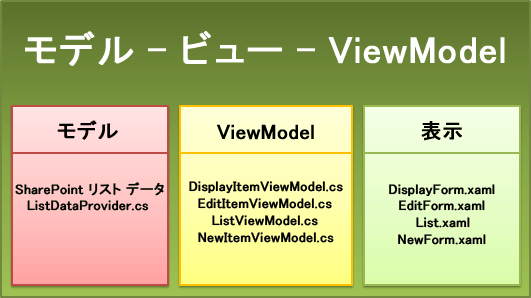 モデル – ビュー – ViewModel
モデル
SharePoint リスト データ
ListDataProvider.cs
ViewModel
DisplayItemViewModel.cs
EditItemViewModel.cs
ListViewModel.cs
NewItemViewModel.cs
表示
DisplayForm.xaml
EditForm.xaml
List.xaml
NewForm.xaml